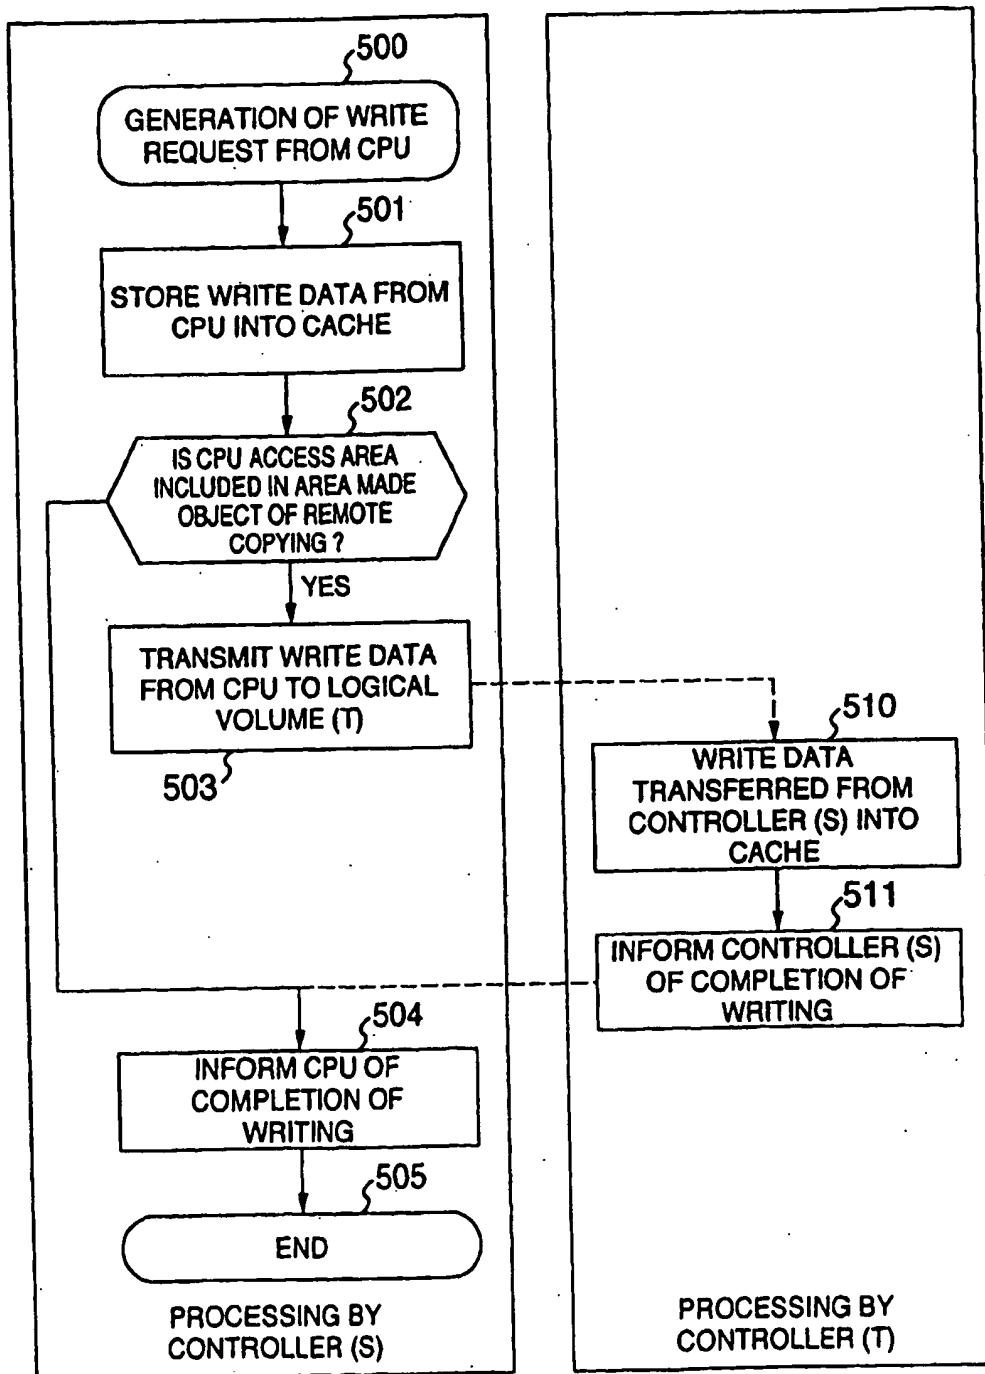 500
GENERATION OF WRITE
REQUEST FROM CPU
501
STORE WRITE DATA FROM
CPU INTO CACHE
502
IS CPU ACCESS AREA
INCLUDED IN AREA MADE
OBJECT OF REMOTE
COPYING ?
YES
TRANSMIT WRITE DATA
FROM CPU TO LOGICAL
VOLUME (T)
503
510
WRITE DATA
TRANSFERRED FROM
CONTROLLER (S) INTO
CACHE
511
INFORM CONTROLLER (S)
OF COMPLETION OF
WRITING
504
INFORM CPU OF
COMPLETION OF
WRITING
505
END
PROCESSING BY
CONTROLLER (S)
PROCESSING BY
CONTROLLER (T)